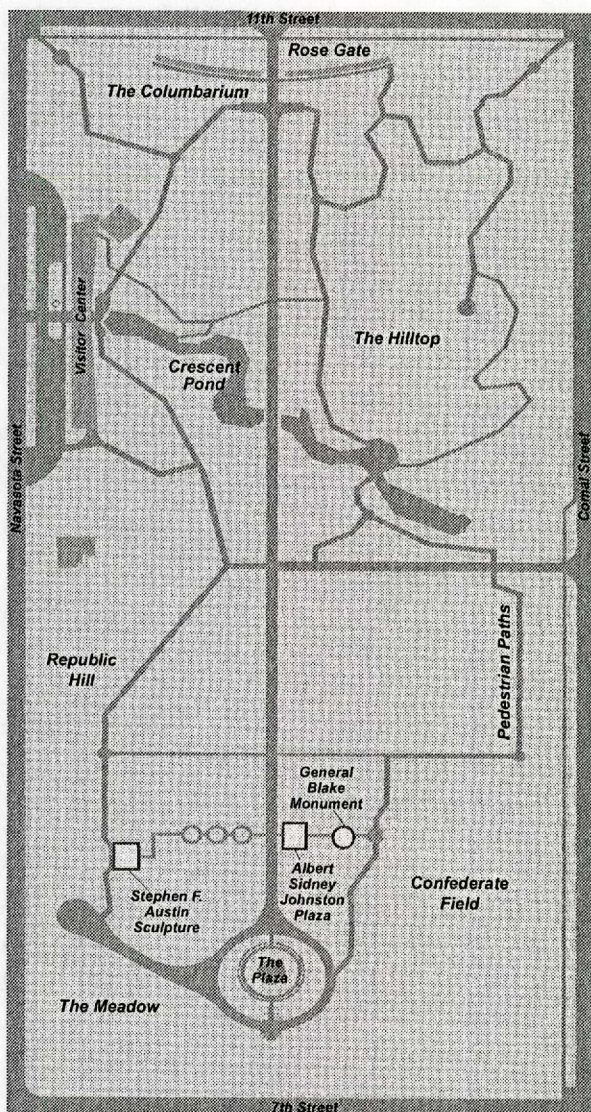 11th Street
Rose Gate
The Columbarium
Visitor Center
The Hilltop
Crescent
Pond
Navasota Street
Comal Street
Republic
Hill
Pedestrian Paths
General
Blake
Monument
Albert
Sidney
Johnston
Plaza
Stephen F.
Austin
Sculpture
Confederate
Field
The
Plaza
The Meadow
7th Street